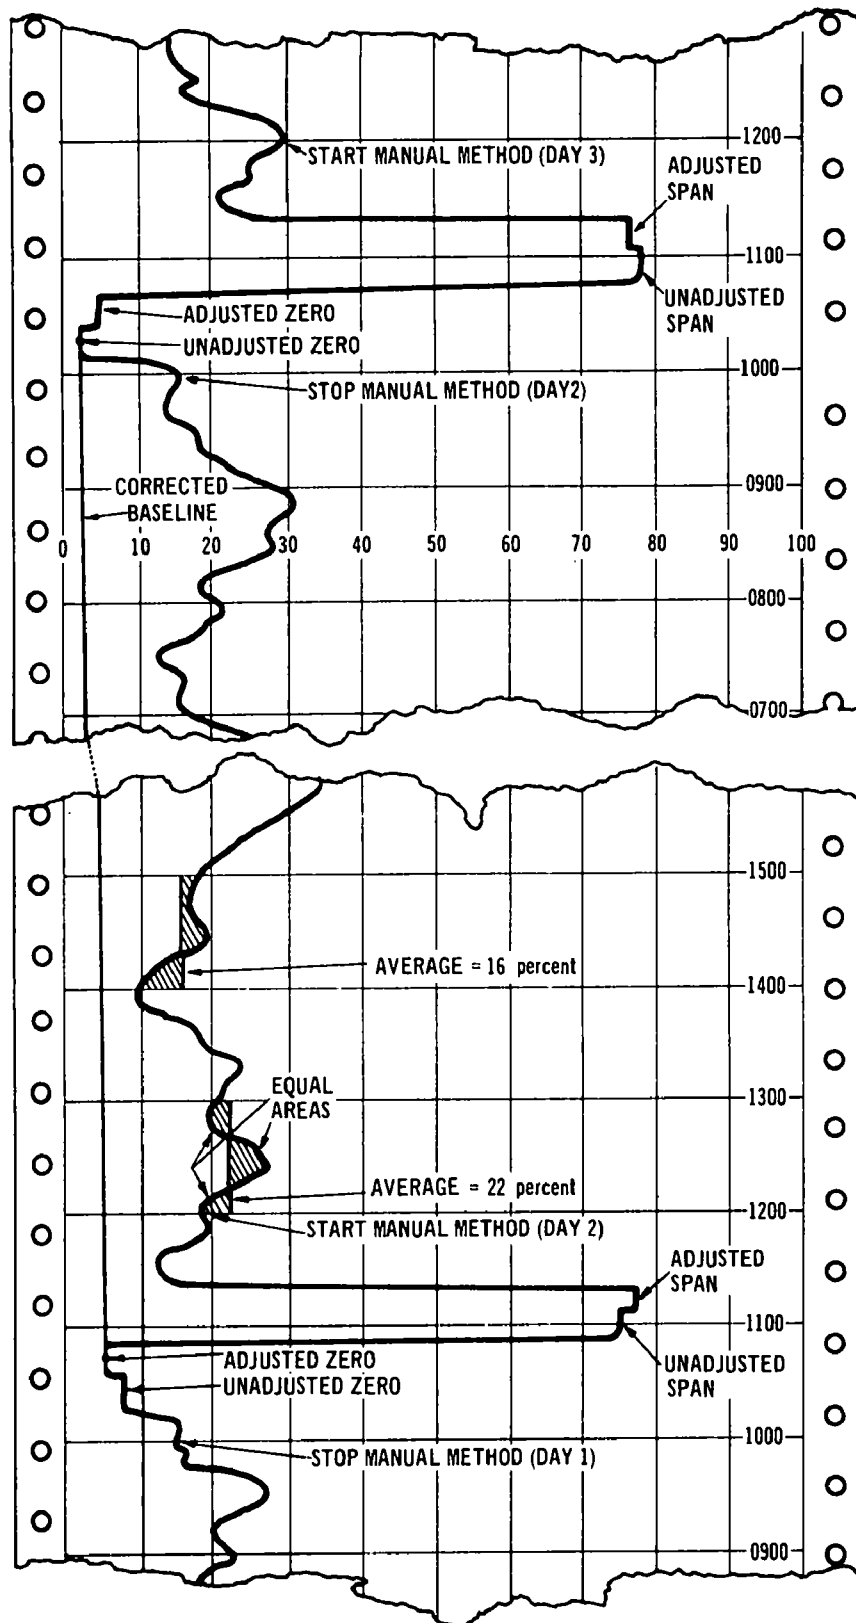 1200
START MANUAL METHOD (DAY 3)
ADJUSTED
SPAN
1100
ADJUSTED ZERO
UNADJUSTED
SPAN
UNADJUSTED ZERO
1000
STOP MANUAL METHOD (DAY2)
CORRECTED
BASELINE
0900
0 10 20 30 40 50 60 70 80 90 100
0800
0700
1500
AVERAGE = 16 percent
1400
EQUAL
AREAS
1300
AVERAGE = 22 percent
1200
START MANUAL METHOD (DAY 2)
ADJUSTED
SPAN
1100
ADJUSTED ZERO
UNADJUSTED
SPAN
UNADJUSTED ZERO
1000
STOP MANUAL METHOD (DAY 1)
0900